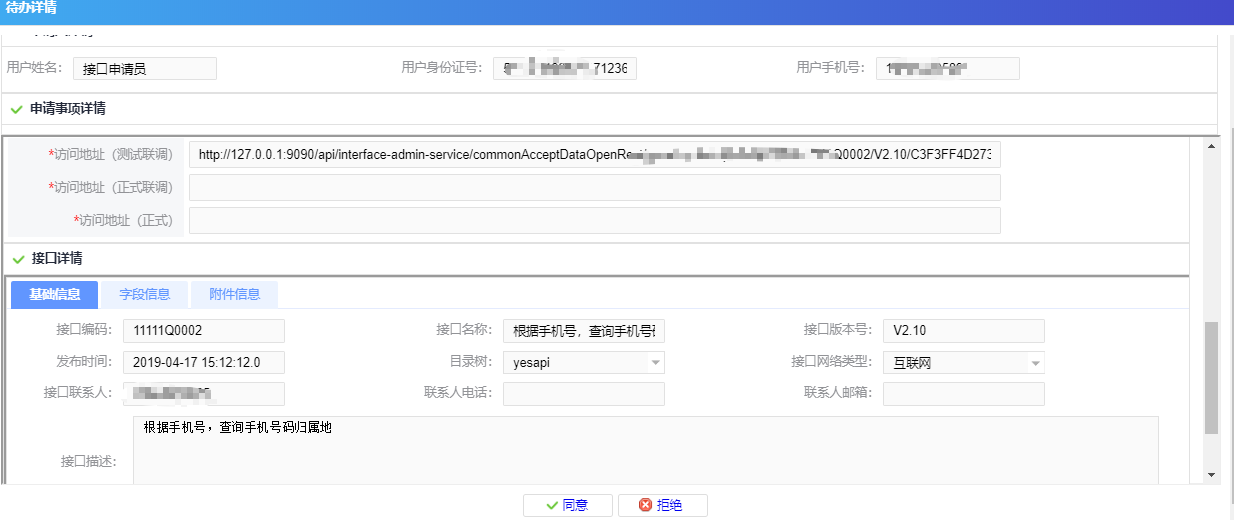 待办详情
用户姓名： 接口申请员 用户身份证号： 71236 用户手机号：
申请事项详情
*访问地址（测试联调） http://127.0.0.1:9090/api/interface-admin-service/commonAcceptDataOpenRe Q0002/V2.10/C3F3FF4D273
*访问地址（正式联调）
*访问地址（正式）
接口详情
基础信息 字段信息 附件信息
接口编码： 11111Q0002 接口名称： 根据手机号，查询手机号 接口版本号： V2.10
发布时间： 2019-04-17 15:12:12.0 目录树： yesapi 接口网络类型： 互联网
接口联系人： 联系人电话： 联系人邮箱：
根据手机号，查询手机号码归属地
接口描述：
同意 拒绝